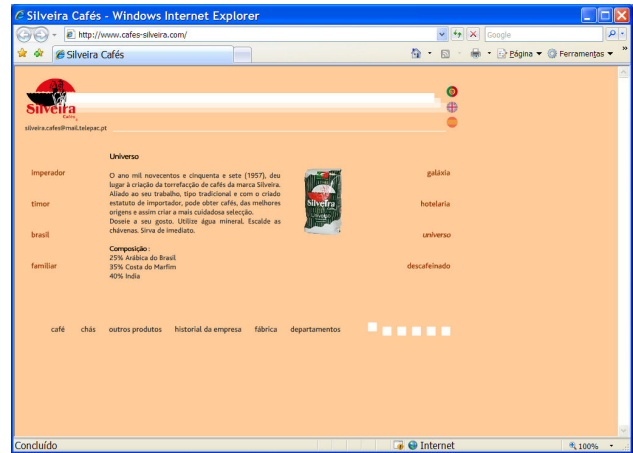 Silveira Cafés - Windows Internet Explorer
http://www.cafes-silveira.com/
Google
Silveira Cafés
Página
Ferramentas
»
Silveira
Cafés
silveira.cafes@mail.telepac.pt
Universo
imperador
timor
brasil
familiar
O ano mil novecentos e cinquenta e sete (1957), deu
lugar à criação da torrefacção de cafés da marca Silveira.
Aliado ao seu trabalho, tipo tradicional e com o criado
estatuto de importador, pode obter cafés, das melhores
origens e assim criar a mais cuidadosa selecção.
Doseie a seu gosto. Utilize água mineral. Escalde as
chávenas. Sirva de imediato.
Composição :
25% Arábica do Brasil
35% Costa do Marfim
40% India
Silveira
galáxia
hotelaria
universo
descafeinado
café chás outros produtos historial da empresa fábrica departamentos
Concluído
Internet
100%